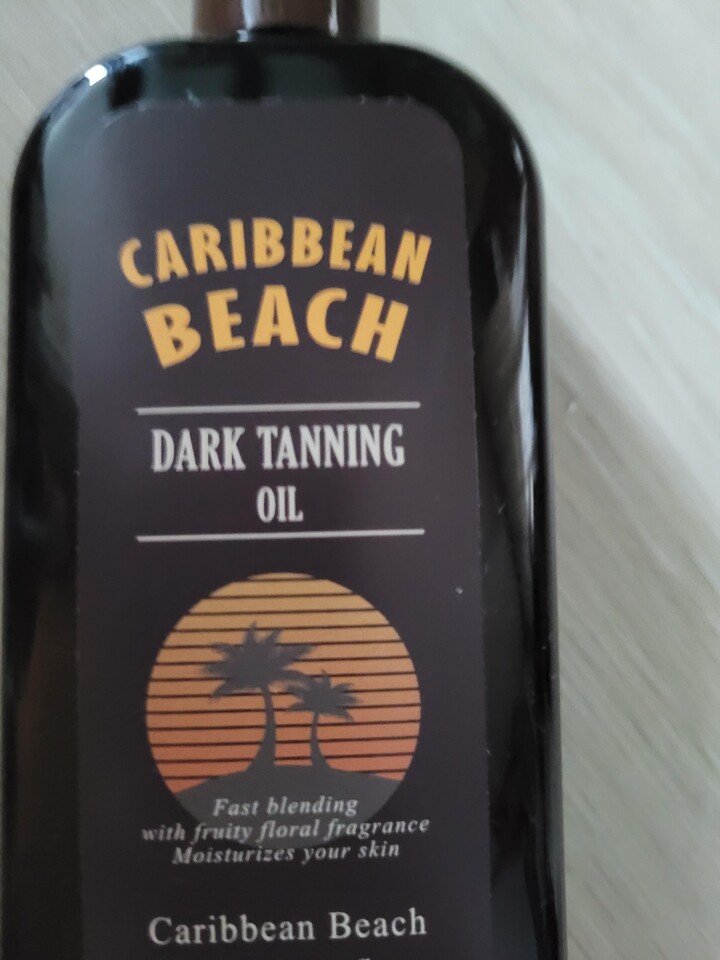 CARIBBEAN
BEACH
DARK TANNING
OIL
Fast blending
with fruity floral fragrance
Moisturizes your skin
Caribbean Beach